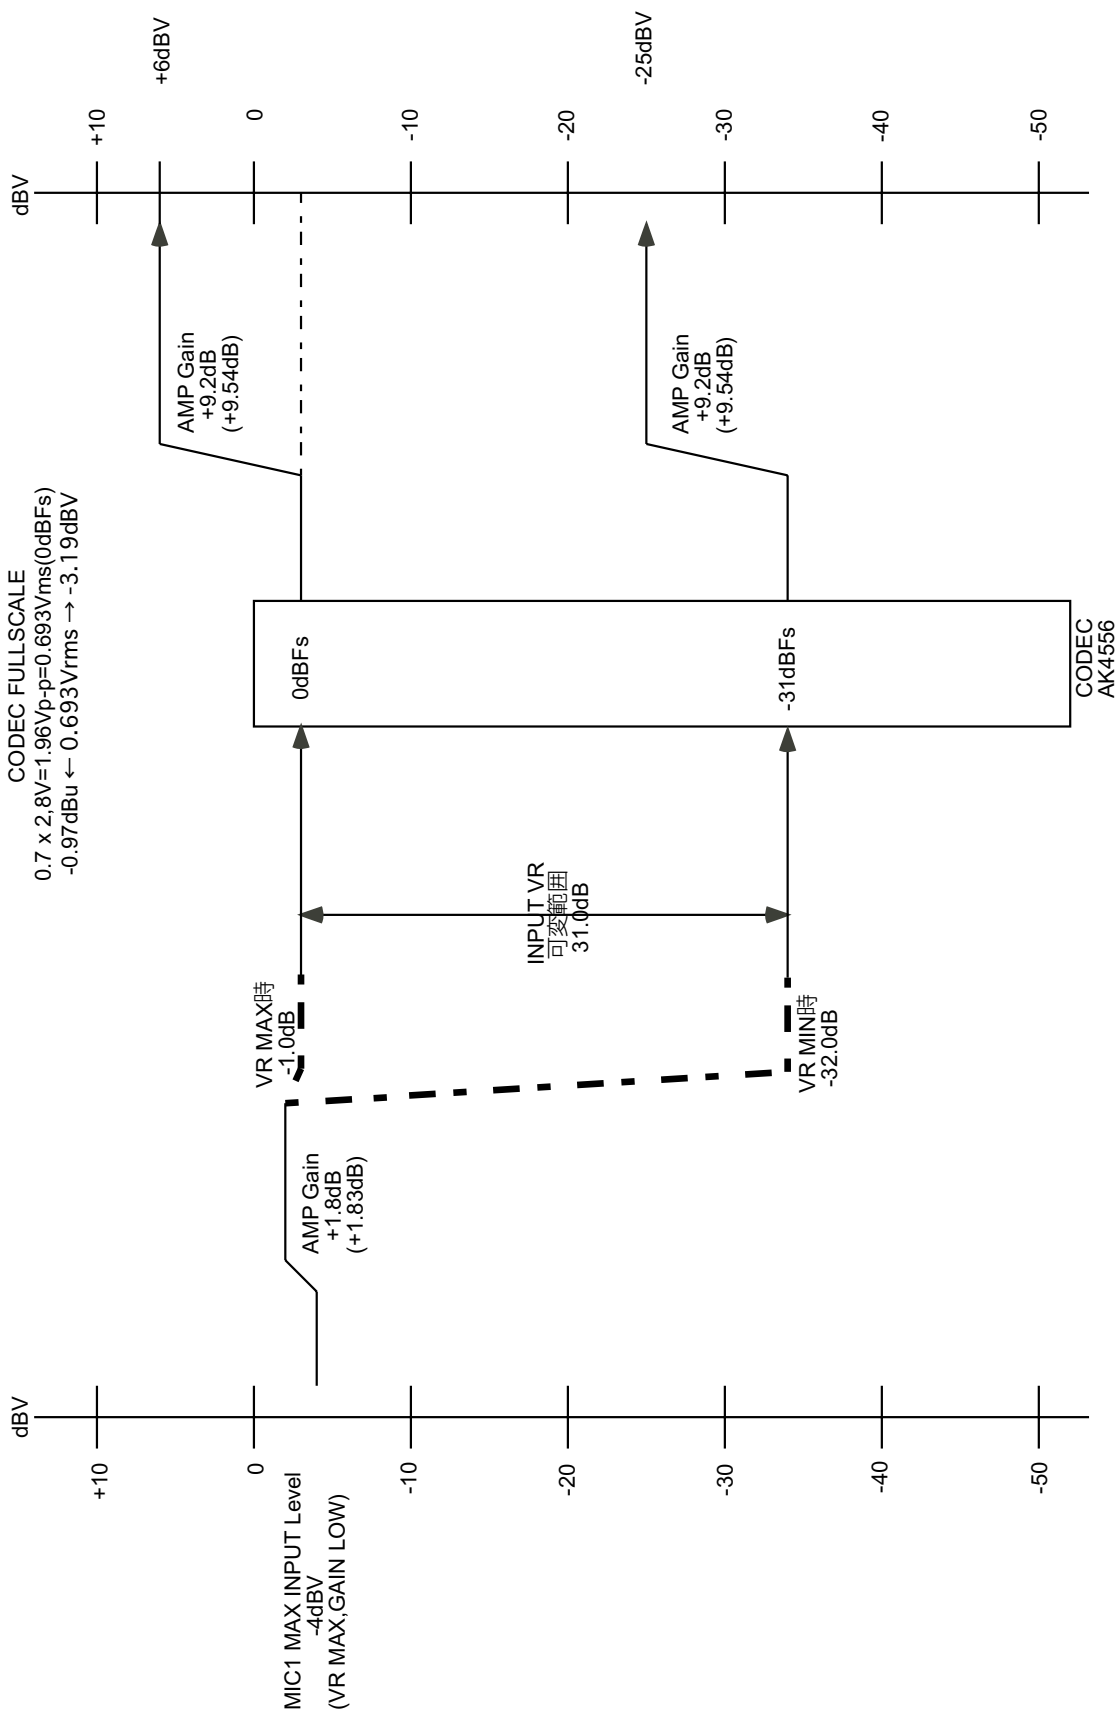 CODEC FULLSCALE
0.7 x 2,8V=1.96Vp-p=0.693Vms(0dBFs)
-0.97dBu ← 0.693Vrms → -3.19dBV
dBV
+10
0
-10
-20
-30
-40
-50
MIC1 MAX INPUT Level
-4dBV
(VR MAX,GAIN LOW)
AMP Gain
+1.8dB
(+1.83dB)
VR MAX時
-1.0dB
VR MIN時
-32.0dB
INPUT VR
可変範囲
31.0dB
0dBFs
-31dBFs
CODEC
AK4556
AMP Gain
+9.2dB
(+9.54dB)
AMP Gain
+9.2dB
(+9.54dB)
dBV
+10
0
-10
-20
-30
-40
-50
+6dBV
-25dBV